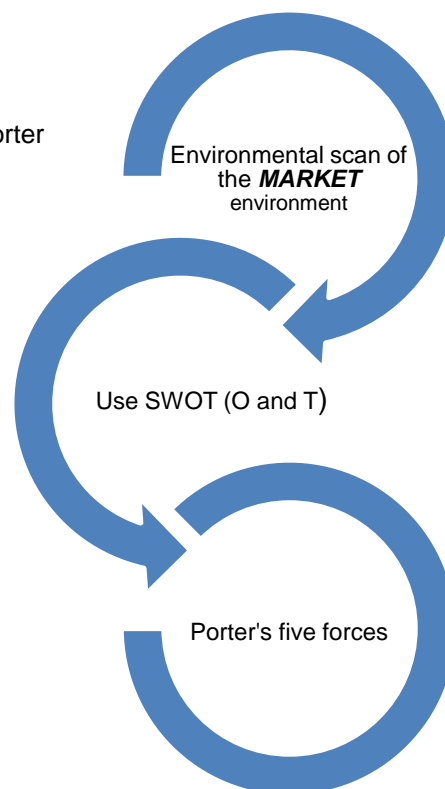 orter
Environmental scan of
the MARKET
environment
Use SWOT (O and T)
Porter's five forces